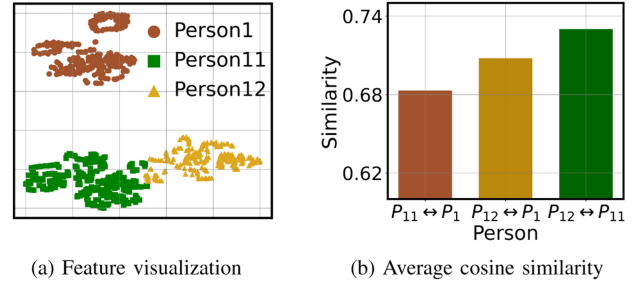 Person1
Person11
Person12
(a) Feature visualization
0.74
0.68
0.62
Similarity
P₁₁ ↔ P₁ P₁₂ ↔ P₁ P₁₂ ↔ P₁₁
Person
(b) Average cosine similarity